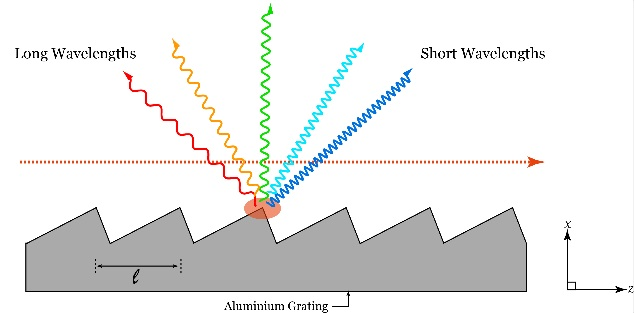 Long Wavelengths
Short Wavelengths
ℓ
x
z
Aluminium Grating